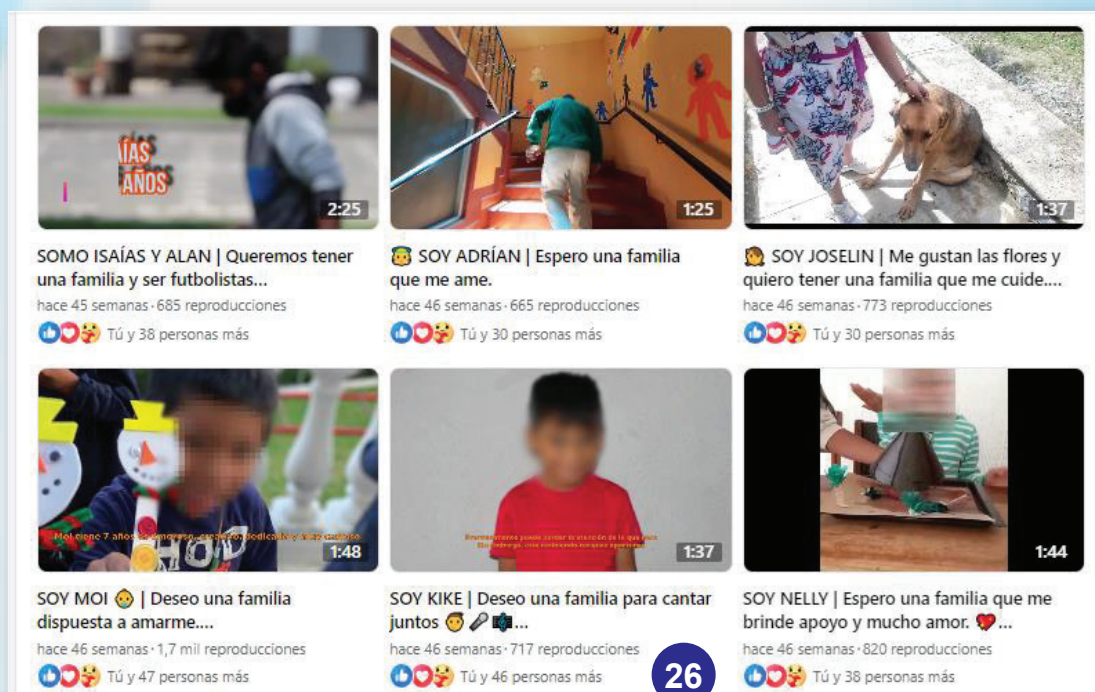 ÍAS
AÑOS
2:25
1:25
1:37
SOMO ISAÍAS Y ALAN | Queremos tener
una familia y ser futbolistas...
hace 45 semanas · 685 reproducciones
Tú y 38 personas más
SOY ADRÍAN | Espero una familia
que me ame.
hace 46 semanas · 665 reproducciones
Tú y 30 personas más
SOY JOSELIN | Me gustan las flores y
quiero tener una familia que me cuide....
hace 46 semanas · 773 reproducciones
Tú y 30 personas más
Moi tiene 7 años
1:48
1:37
1:44
SOY MOI | Deseo una familia
dispuesta a amarme....
hace 46 semanas · 1,7 mil reproducciones
Tú y 47 personas más
SOY KIKE | Deseo una familia para cantar
juntos ...
hace 46 semanas · 717 reproducciones
Tú y 46 personas más
SOY NELLY | Espero una familia que me
brinde apoyo y mucho amor. ...
hace 46 semanas · 820 reproducciones
Tú y 38 personas más
26